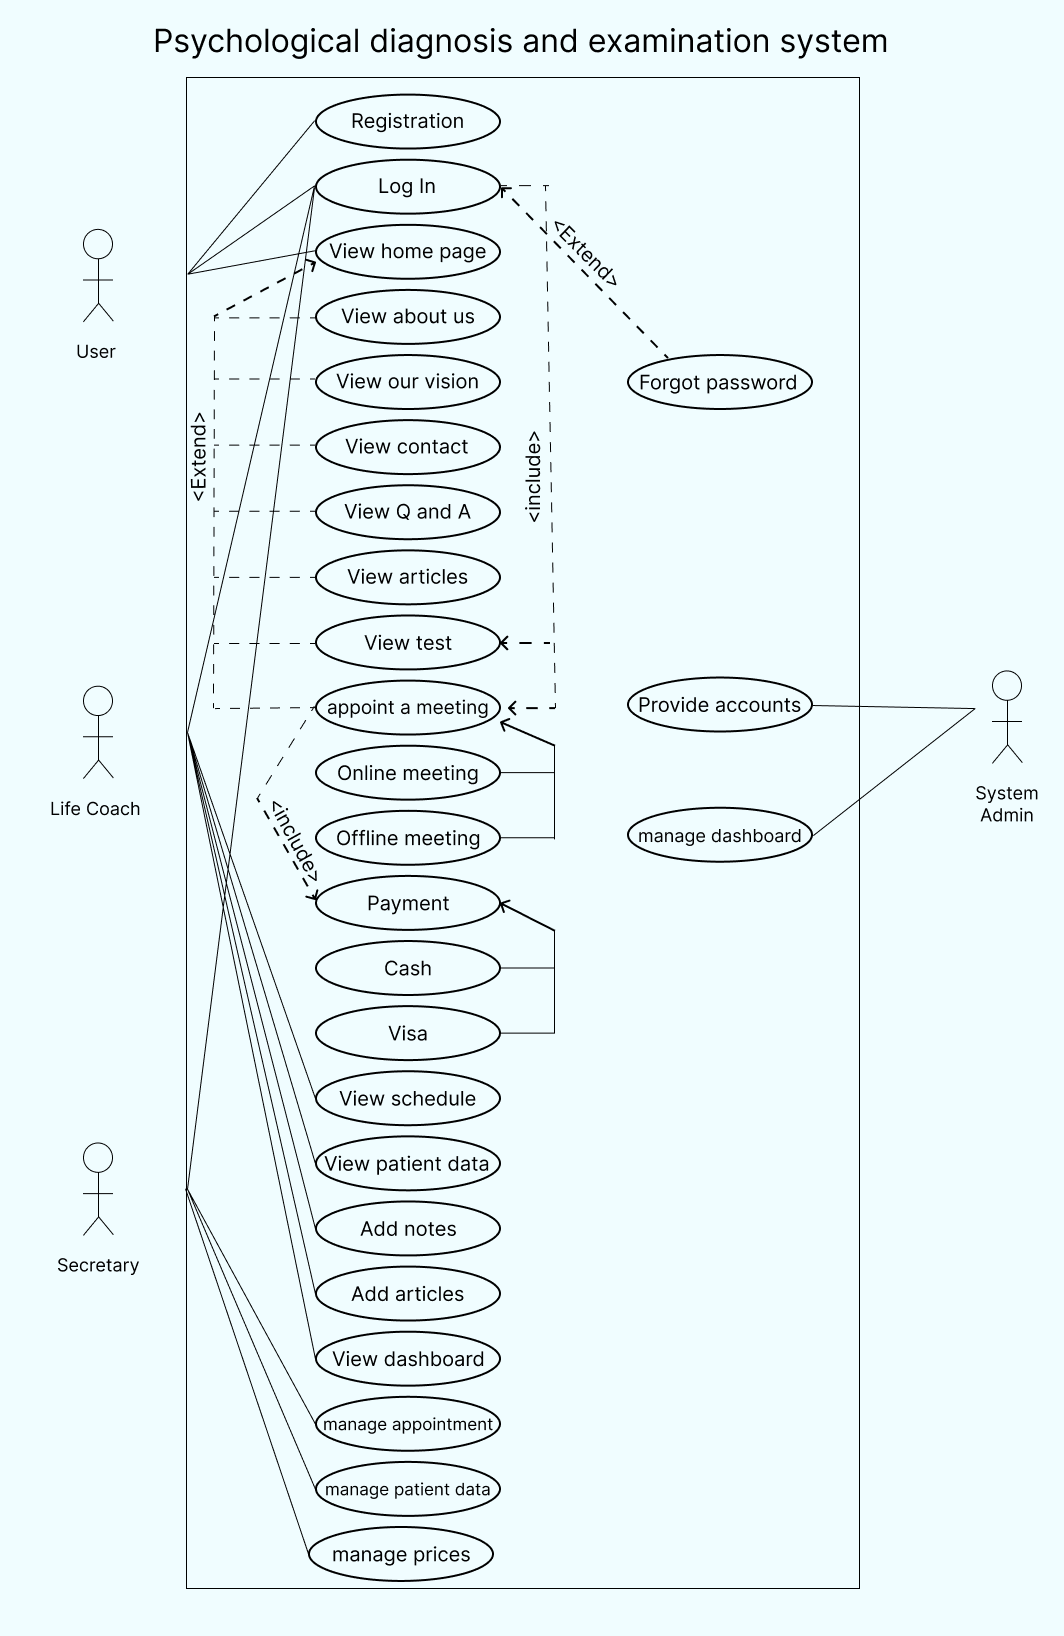 Psychological diagnosis and examination system
Registration
Log In
<Extend>
View home page
View about us
User
View our vision
Forgot password
View contact
<Extend>
<include>
View Q and A
View articles
View test
appoint a meeting
Provide accounts
Online meeting
System
Admin
Life Coach
Offline meeting
manage dashboard
<include>
Payment
Cash
Visa
View schedule
View patient data
Add notes
Secretary
Add articles
View dashboard
manage appointment
manage patient data
manage prices